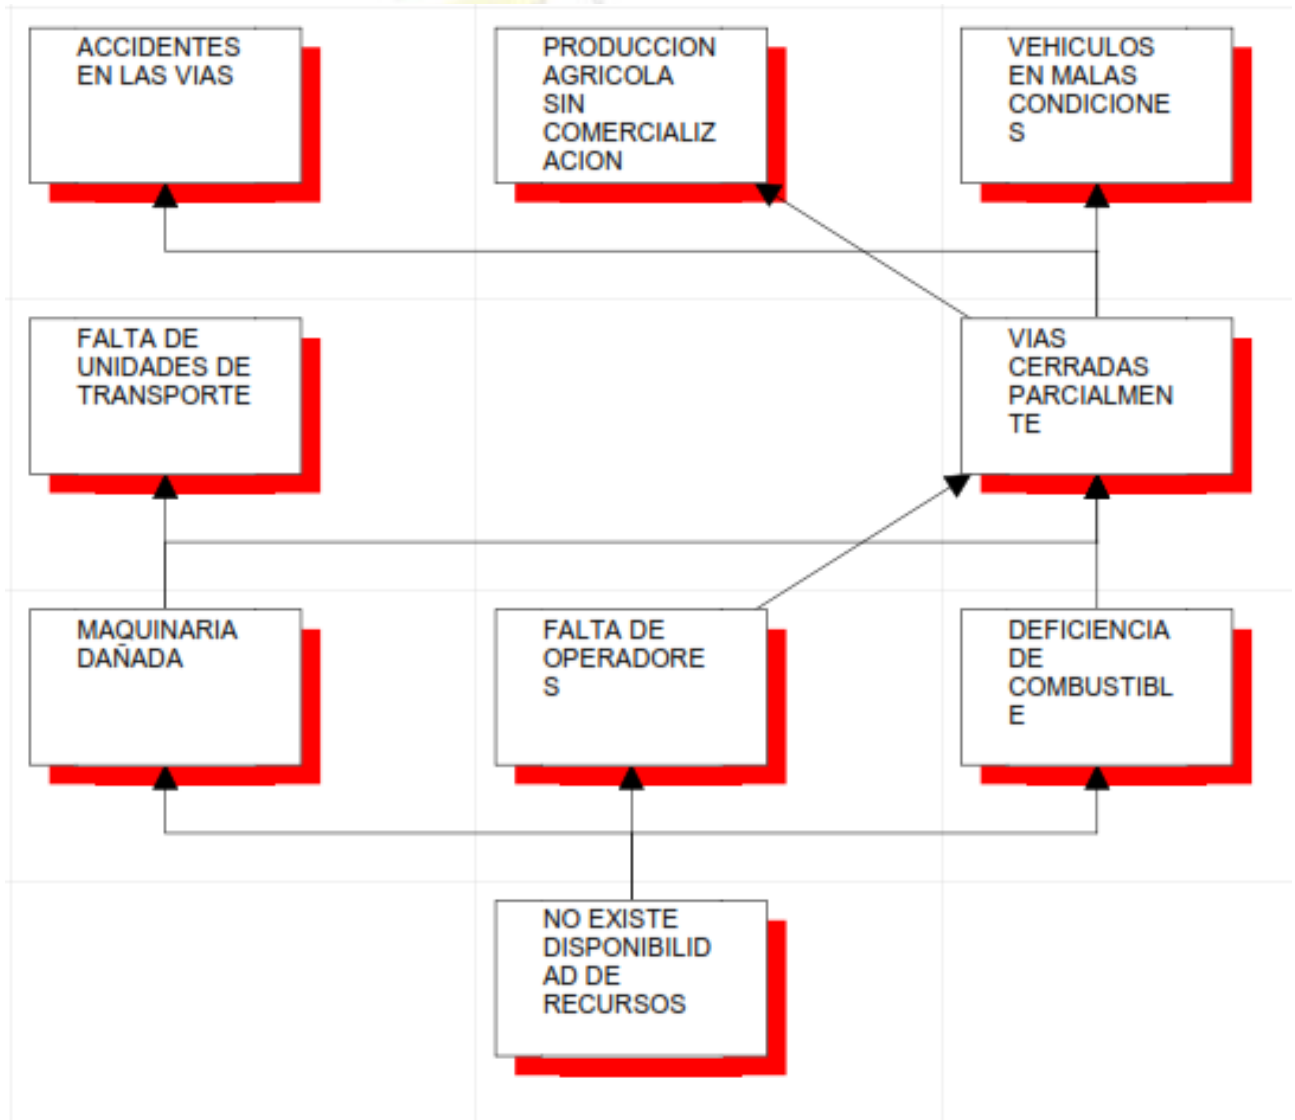 ACCIDENTES
EN LAS VIAS
PRODUCCION
AGRICOLA
SIN
COMERCIALIZ
ACION
VEHICULOS
EN MALAS
CONDICIONE
S
FALTA DE
UNIDADES DE
TRANSPORTE
VIAS
CERRADAS
PARCIALMEN
TE
MAQUINARIA
DAÑADA
FALTA DE
OPERADORE
S
DEFICIENCIA
DE
COMBUSTIBL
E
NO EXISTE
DISPONIBILID
AD DE
RECURSOS